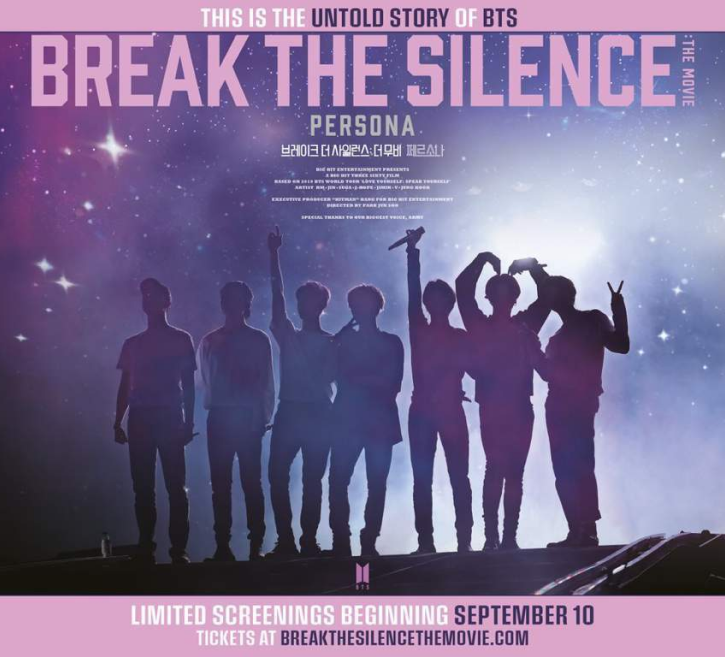 THIS IS THE UNTOLD STORY OF BTS
BREAK THE SILENCE
: THE MOVIE
PERSONA
브레이크 더 사일런스: 더 무비 페르소나
BIG HIT ENTERTAINMENT PRESENTS
A BIG HIT THREE SIXTY FILM
BASED ON 2019 BTS WORLD TOUR 'LOVE YOURSELF: SPEAK YOURSELF'
ARTIST RM · JIN · SUGA · J-HOPE · JIMIN · V · JUNG KOOK
EXECUTIVE PRODUCER "HITMAN" BANG FOR BIG HIT ENTERTAINMENT
DIRECTED BY PARK JUN SOO
SPECIAL THANKS TO OUR BIGGEST VOICE, ARMY
BTS
LIMITED SCREENINGS BEGINNING SEPTEMBER 10
TICKETS AT BREAKTHESILENCETHEMOVIE.COM